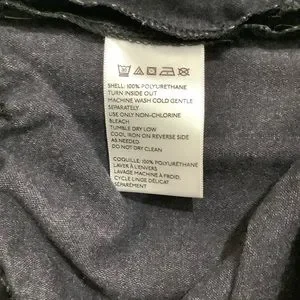 SHELL: 100% POLYURETHANE
TURN INSIDE OUT
MACHINE WASH COLD GENTLE
SEPARATELY
USE ONLY NON-CHLORINE
BLEACH
TUMBLE DRY LOW
COOL IRON ON REVERSE SIDE
AS NEEDED
DO NOT DRY CLEAN
COQUILLE: 100% POLYURÉTHANE
LAVER À L'ENVERS
LAVAGE MACHINE À FROID,
CYCLE LINGE DÉLICAT
SÉPARÉMENT